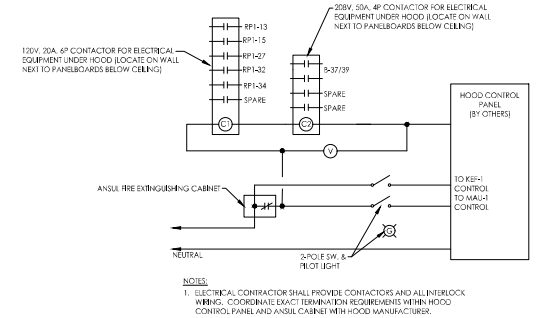 208V, 50A, 4P CONTACTOR FOR ELECTRICAL
EQUIPMENT UNDER HOOD (LOCATE ON WALL
NEXT TO PANELBOARDS BELOW CEILING)
120V, 20A, 6P CONTACTOR FOR ELECTRICAL
EQUIPMENT UNDER HOOD (LOCATE ON WALL
NEXT TO PANELBOARDS BELOW CEILING)
RP1-13
RP1-15
RP1-27
RP1-32
RP1-34
SPARE
B-37/39
SPARE
SPARE
C1
C2
V
HOOD CONTROL
PANEL
(BY OTHERS)
TO KEF-1
CONTROL
TO MAU-1
CONTROL
ANSUL FIRE EXTINGUISHING CABINET
G
NEUTRAL
2-POLE SW. &
PILOT LIGHT
NOTES:
1. ELECTRICAL CONTRACTOR SHALL PROVIDE CONTACTORS AND ALL INTERLOCK
WIRING. COORDINATE EXACT TERMINATION REQUIREMENTS WITHIN HOOD
CONTROL PANEL AND ANSUL CABINET WITH HOOD MANUFACTURER.